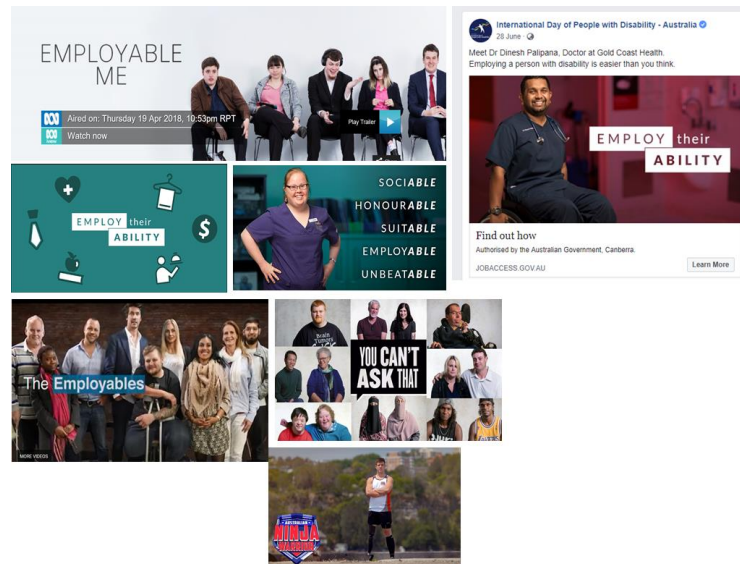 EMPLOYABLE
ME
Aired on: Thursday 19 Apr 2018, 10:53pm RPT
Watch now
Play Trailer
International Day of People with Disability - Australia
28 June ·
Meet Dr Dinesh Palipana, Doctor at Gold Coast Health.
Employing a person with disability is easier than you think.
EMPLOY their
ABILITY
Find out how
Authorised by the Australian Government, Canberra.
JOBACCESS.GOV.AU
Learn More
EMPLOY their
ABILITY
$
SOCIABLE
HONOURABLE
SUITABLE
EMPLOYABLE
UNBEATABLE
The Employables
MORE VIDEOS
Brain
Tumors
YOU CAN'T
ASK THAT
AUSTRALIAN
NINJA
WARRIOR